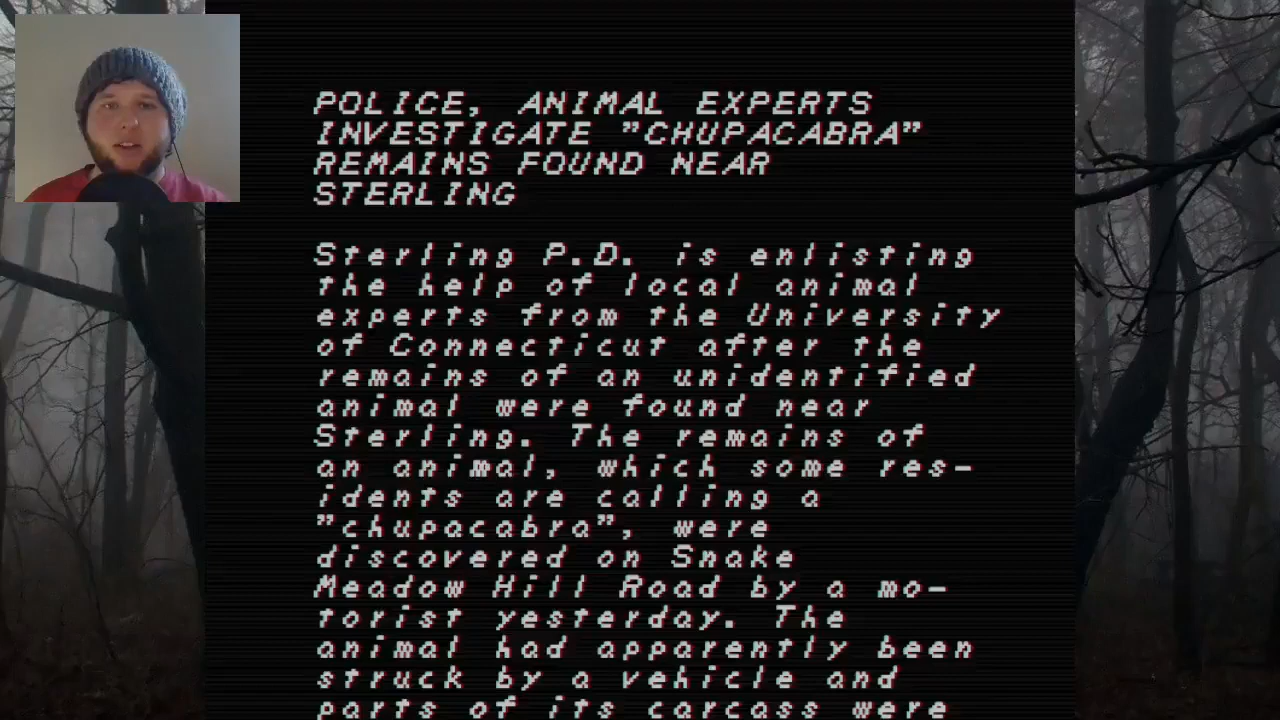 POLICE, ANIMAL EXPERTS
INVESTIGATE "CHUPACABRA"
REMAINS FOUND NEAR
STERLING
Sterling P.D. is enlisting
the help of local animal
experts from the University
of Connecticut after the
remains of an unidentified
animal were found near
Sterling. The remains of
an animal, which some res-
idents are calling a
"chupacabra", were
discovered on Snake
Meadow Hill Road by a mo-
torist yesterday. The
animal had apparently been
struck by a vehicle and
parts of its carcass were